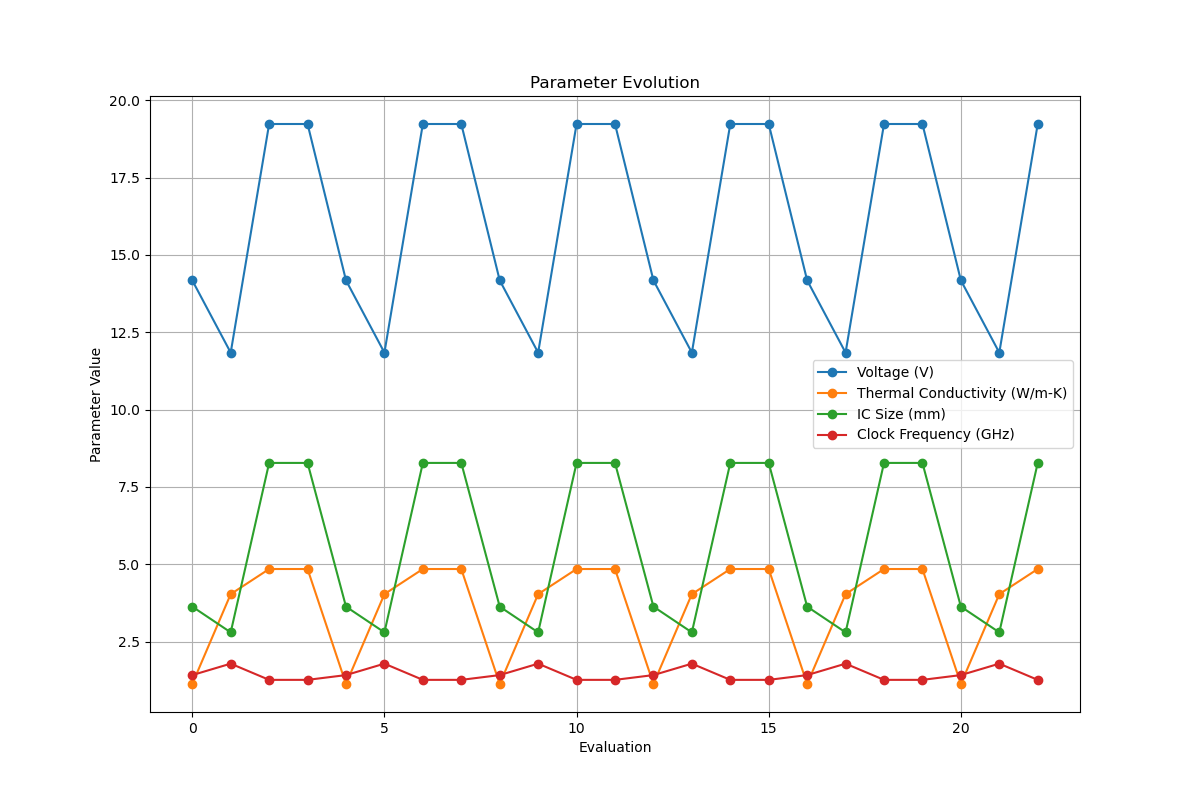 Parameter Evolution
20.0
17.5
15.0
12.5
10.0
7.5
5.0
2.5
Parameter Value
Voltage (V)
Thermal Conductivity (W/m-K)
IC Size (mm)
Clock Frequency (GHz)
0 5 10 15 20
Evaluation